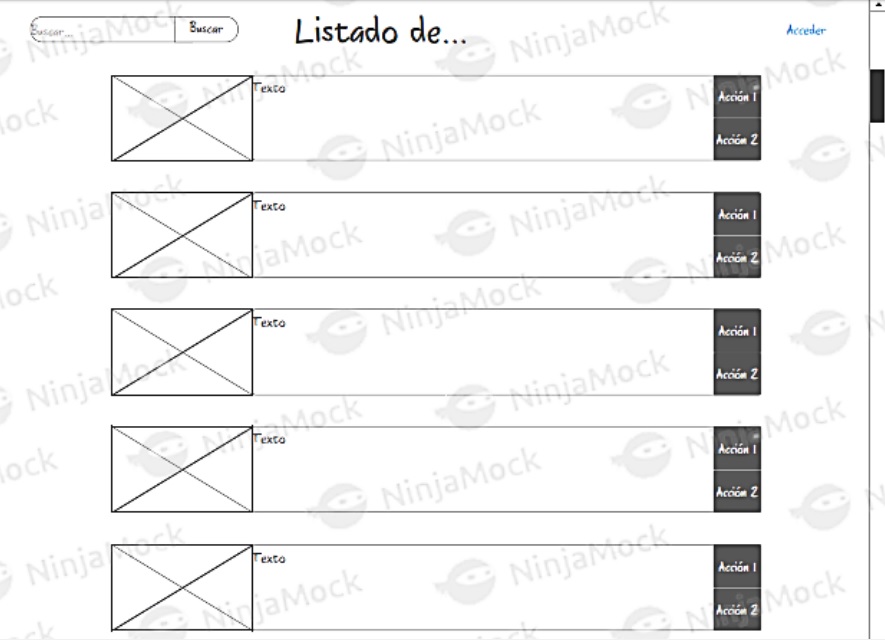 Buscar...
Buscar
Listado de...
Acceder
Texto
Acción 1
Acción 2
Texto
Acción 1
Acción 2
Texto
Acción 1
Acción 2
Texto
Acción 1
Acción 2
Texto
Acción 1
Acción 2
NinjaMock